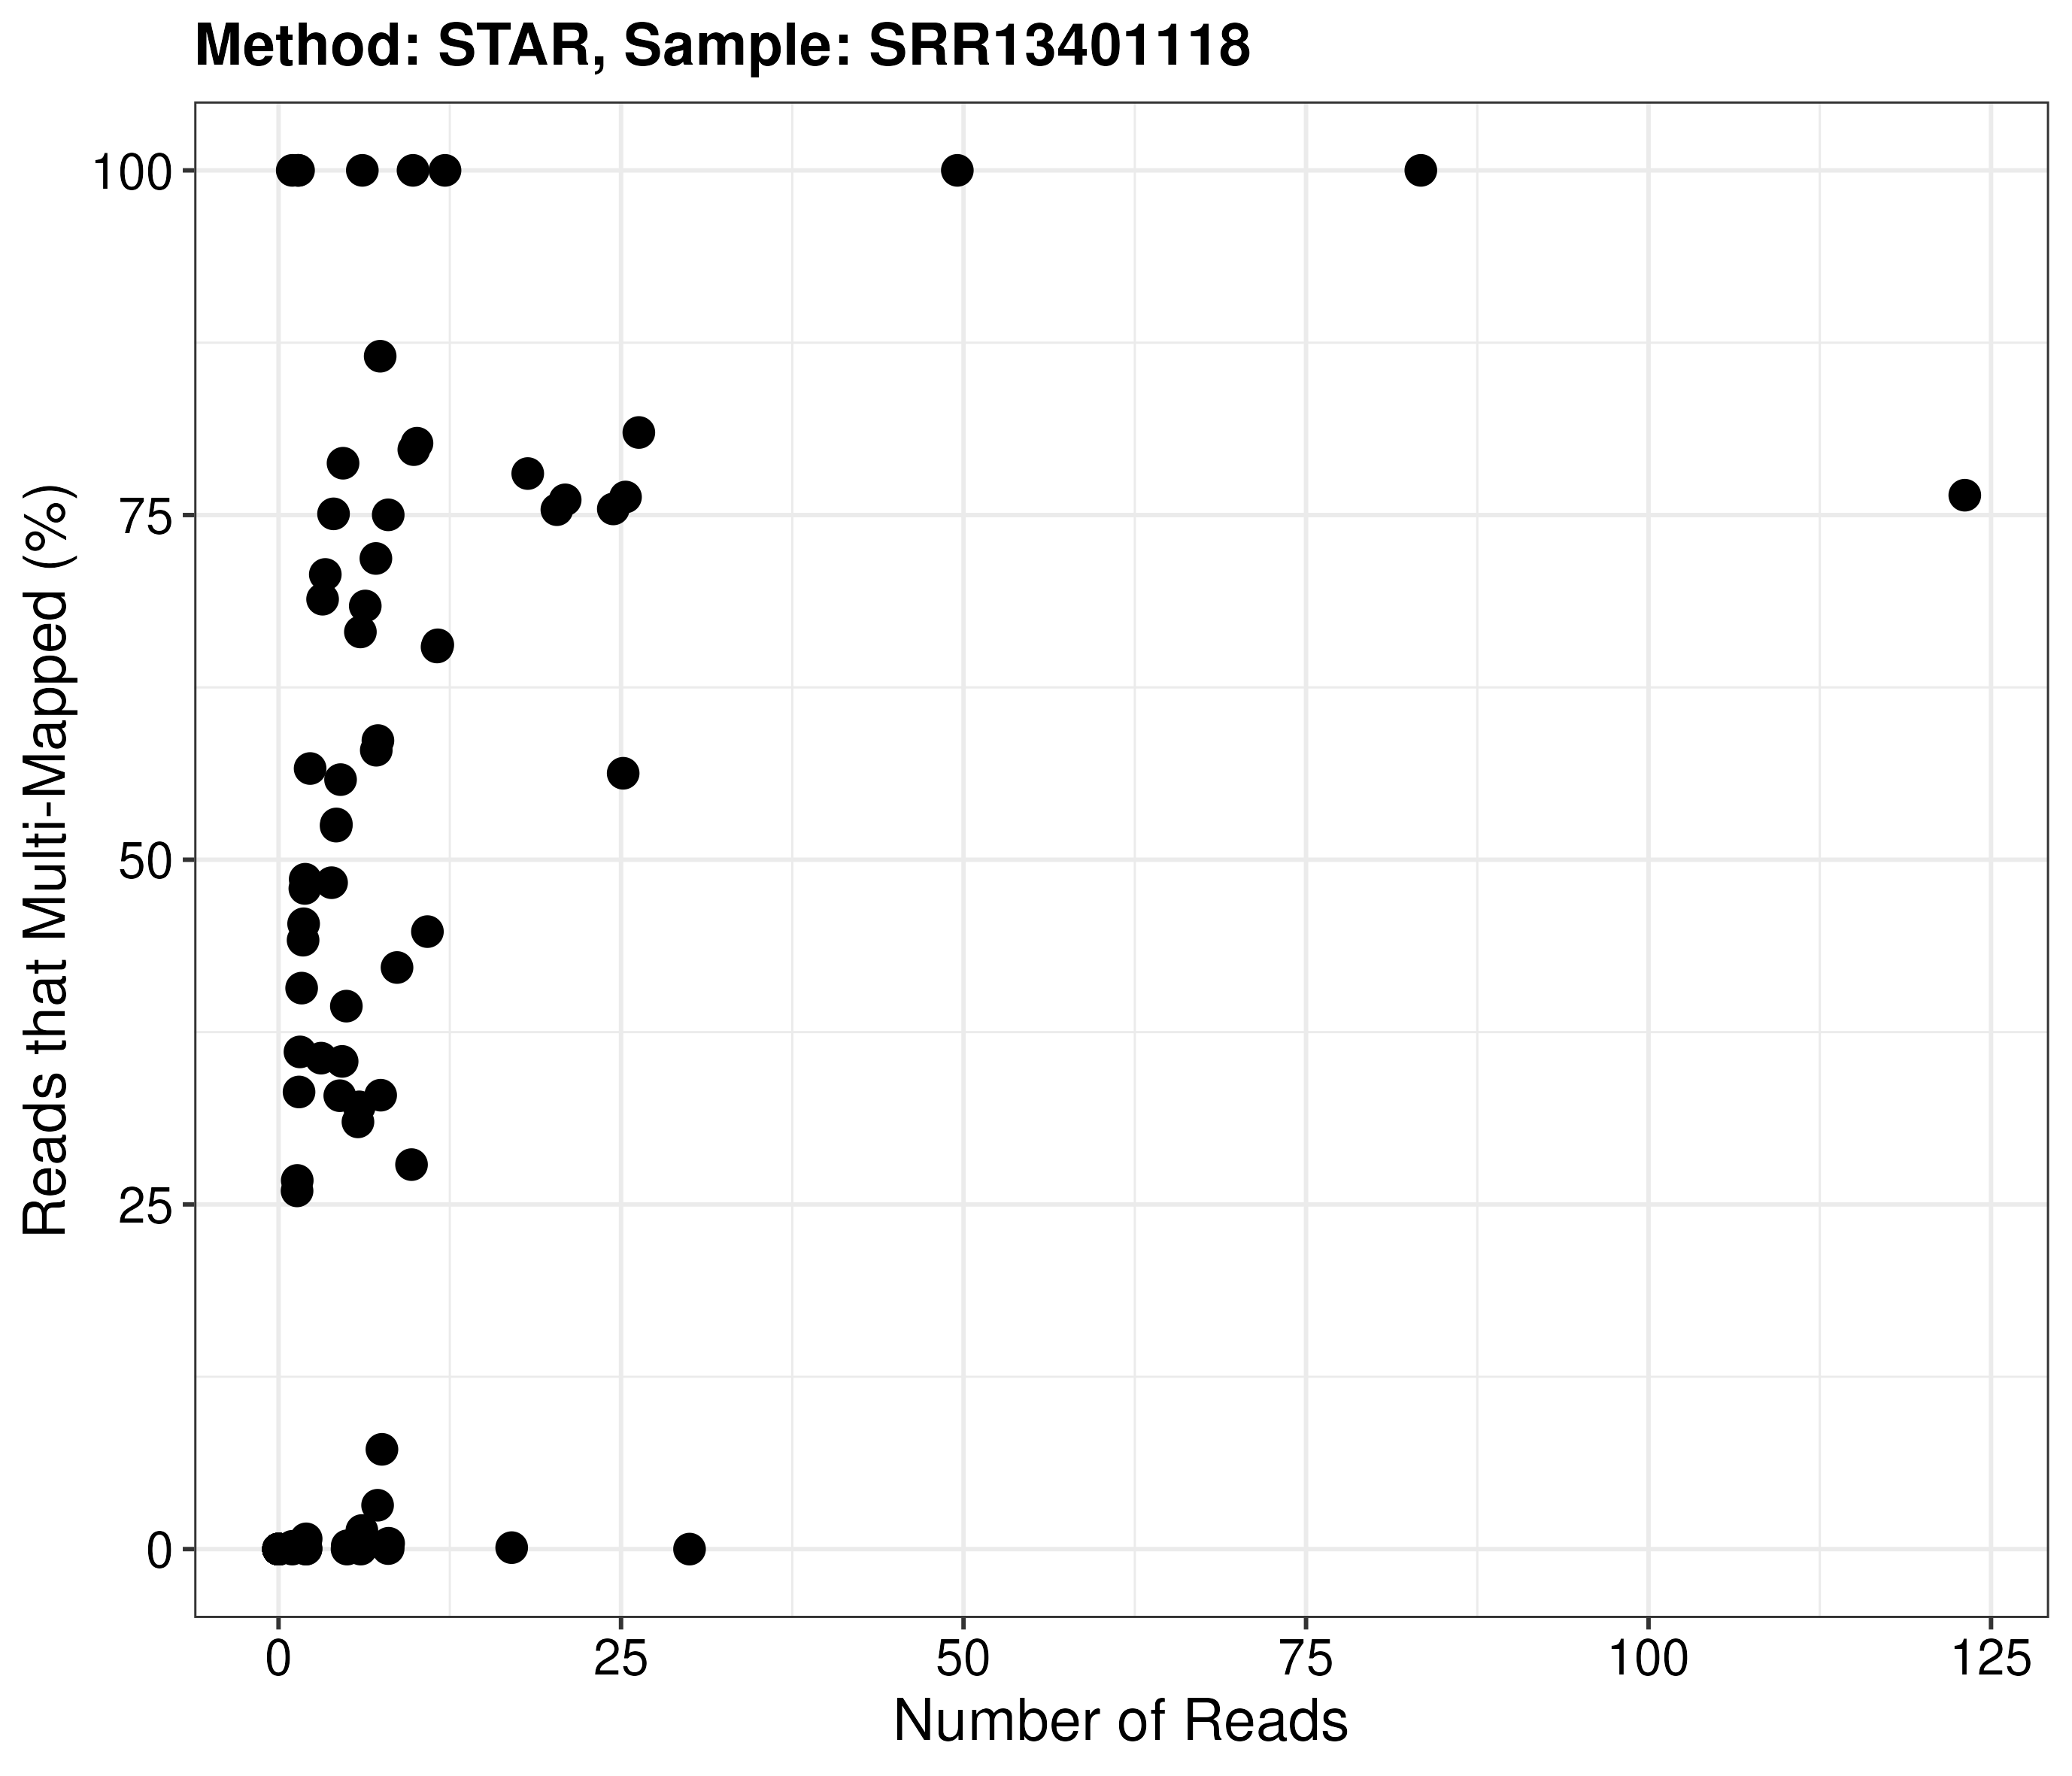 Method: STAR, Sample: SRR13401118
Reads that Multi-Mapped (%)
100
75
50
25
0
0 25 50 75 100 125
Number of Reads